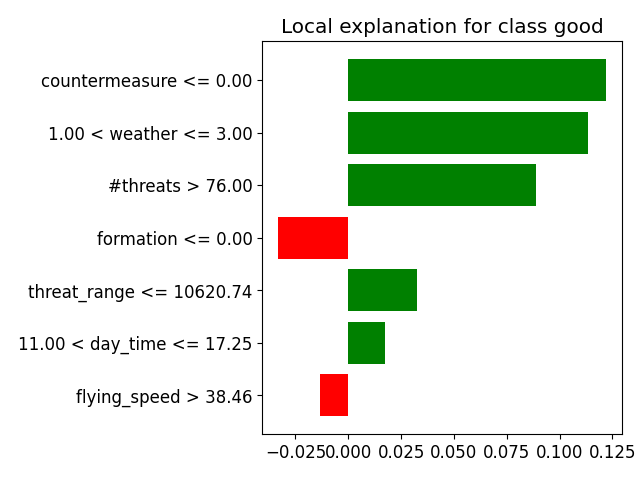 Local explanation for class good
countermeasure <= 0.00
1.00 < weather <= 3.00
#threats > 76.00
formation <= 0.00
threat_range <= 10620.74
11.00 < day_time <= 17.25
flying_speed > 38.46
−0.025 0.000 0.025 0.050 0.075 0.100 0.125